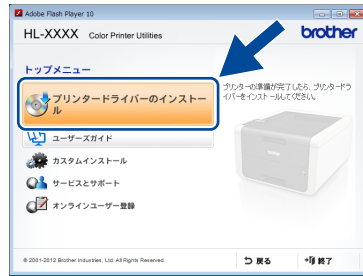 Adobe Flash Player 10
HL-XXXX Color Printer Utilities
brother
トップメニュー
プリンタードライバーのインストール
プリンターの準備が完了したら、プリンタードライバーをインストールしてください。
ユーザーズガイド
カスタムインストール
サービスとサポート
オンラインユーザー登録
© 2001-2012 Brother Industries, Ltd. All Rights Reserved.
戻る
終了